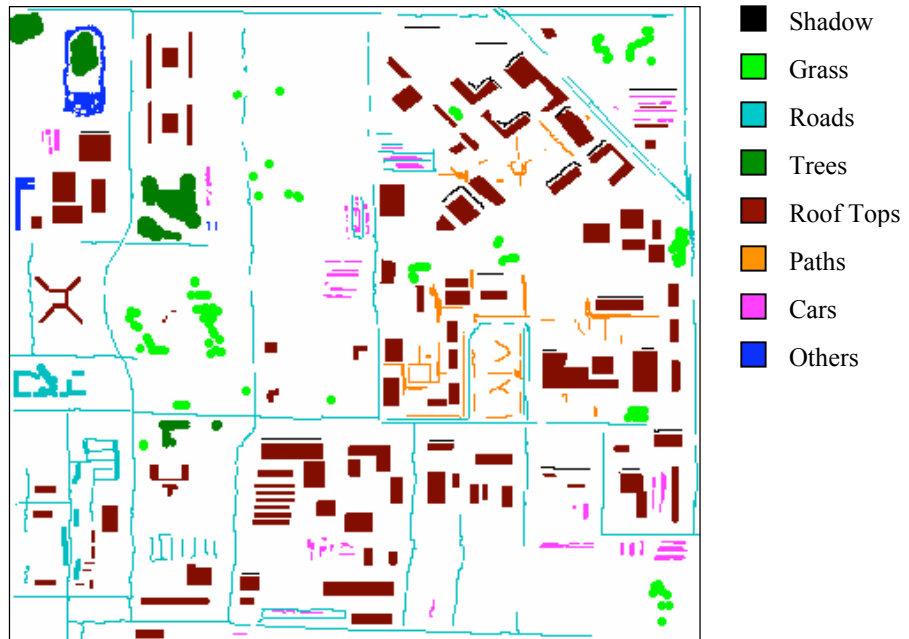 Shadow
Grass
Roads
Trees
Roof Tops
Paths
Cars
Others